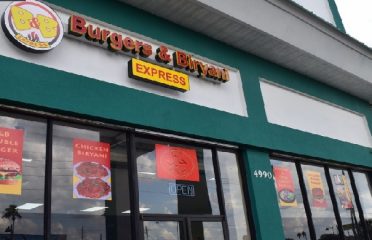 B&B
Burgers & Biryani
EXPRESS
CHICKEN
BIRYANI
OPEN
4990